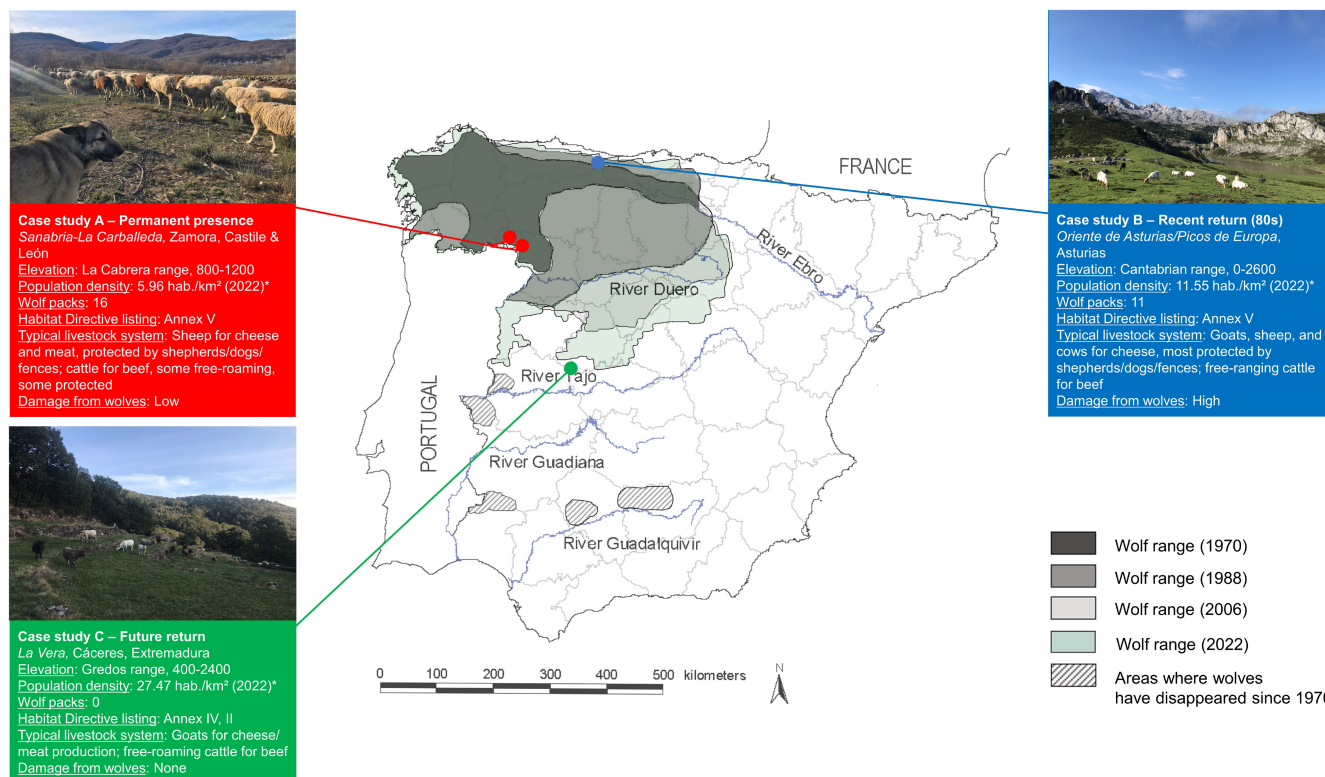 Case study A – Permanent presence
Sanabria-La Carballeda, Zamora, Castile &
León
Elevation: La Cabrera range, 800-1200
Population density: 5.96 hab./km² (2022)*
Wolf packs: 16
Habitat Directive listing: Annex V
Typical livestock system: Sheep for cheese
and meat, protected by shepherds/dogs/
fences; cattle for beef, some free-roaming,
some protected
Damage from wolves: Low
Case study C – Future return
La Vera, Cáceres, Extremadura
Elevation: Gredos range, 400-2400
Population density: 27.47 hab./km² (2022)*
Wolf packs: 0
Habitat Directive listing: Annex IV, II
Typical livestock system: Goats for cheese/
meat production; free-roaming cattle for beef
Damage from wolves: None
FRANCE
River Ebro
River Duero
River Tajo
PORTUGAL
River Guadiana
River Guadalquivir
0 100 200 300 400 500 kilometers
N
Case study B – Recent return (80s)
Oriente de Asturias/Picos de Europa,
Asturias
Elevation: Cantabrian range, 0-2600
Population density: 11.55 hab./km² (2022)*
Wolf packs: 11
Habitat Directive listing: Annex V
Typical livestock system: Goats, sheep, and
cows for cheese, most protected by
shepherds/dogs/fences; free-ranging cattle
for beef
Damage from wolves: High
Wolf range (1970)
Wolf range (1988)
Wolf range (2006)
Wolf range (2022)
Areas where wolves
have disappeared since 1970